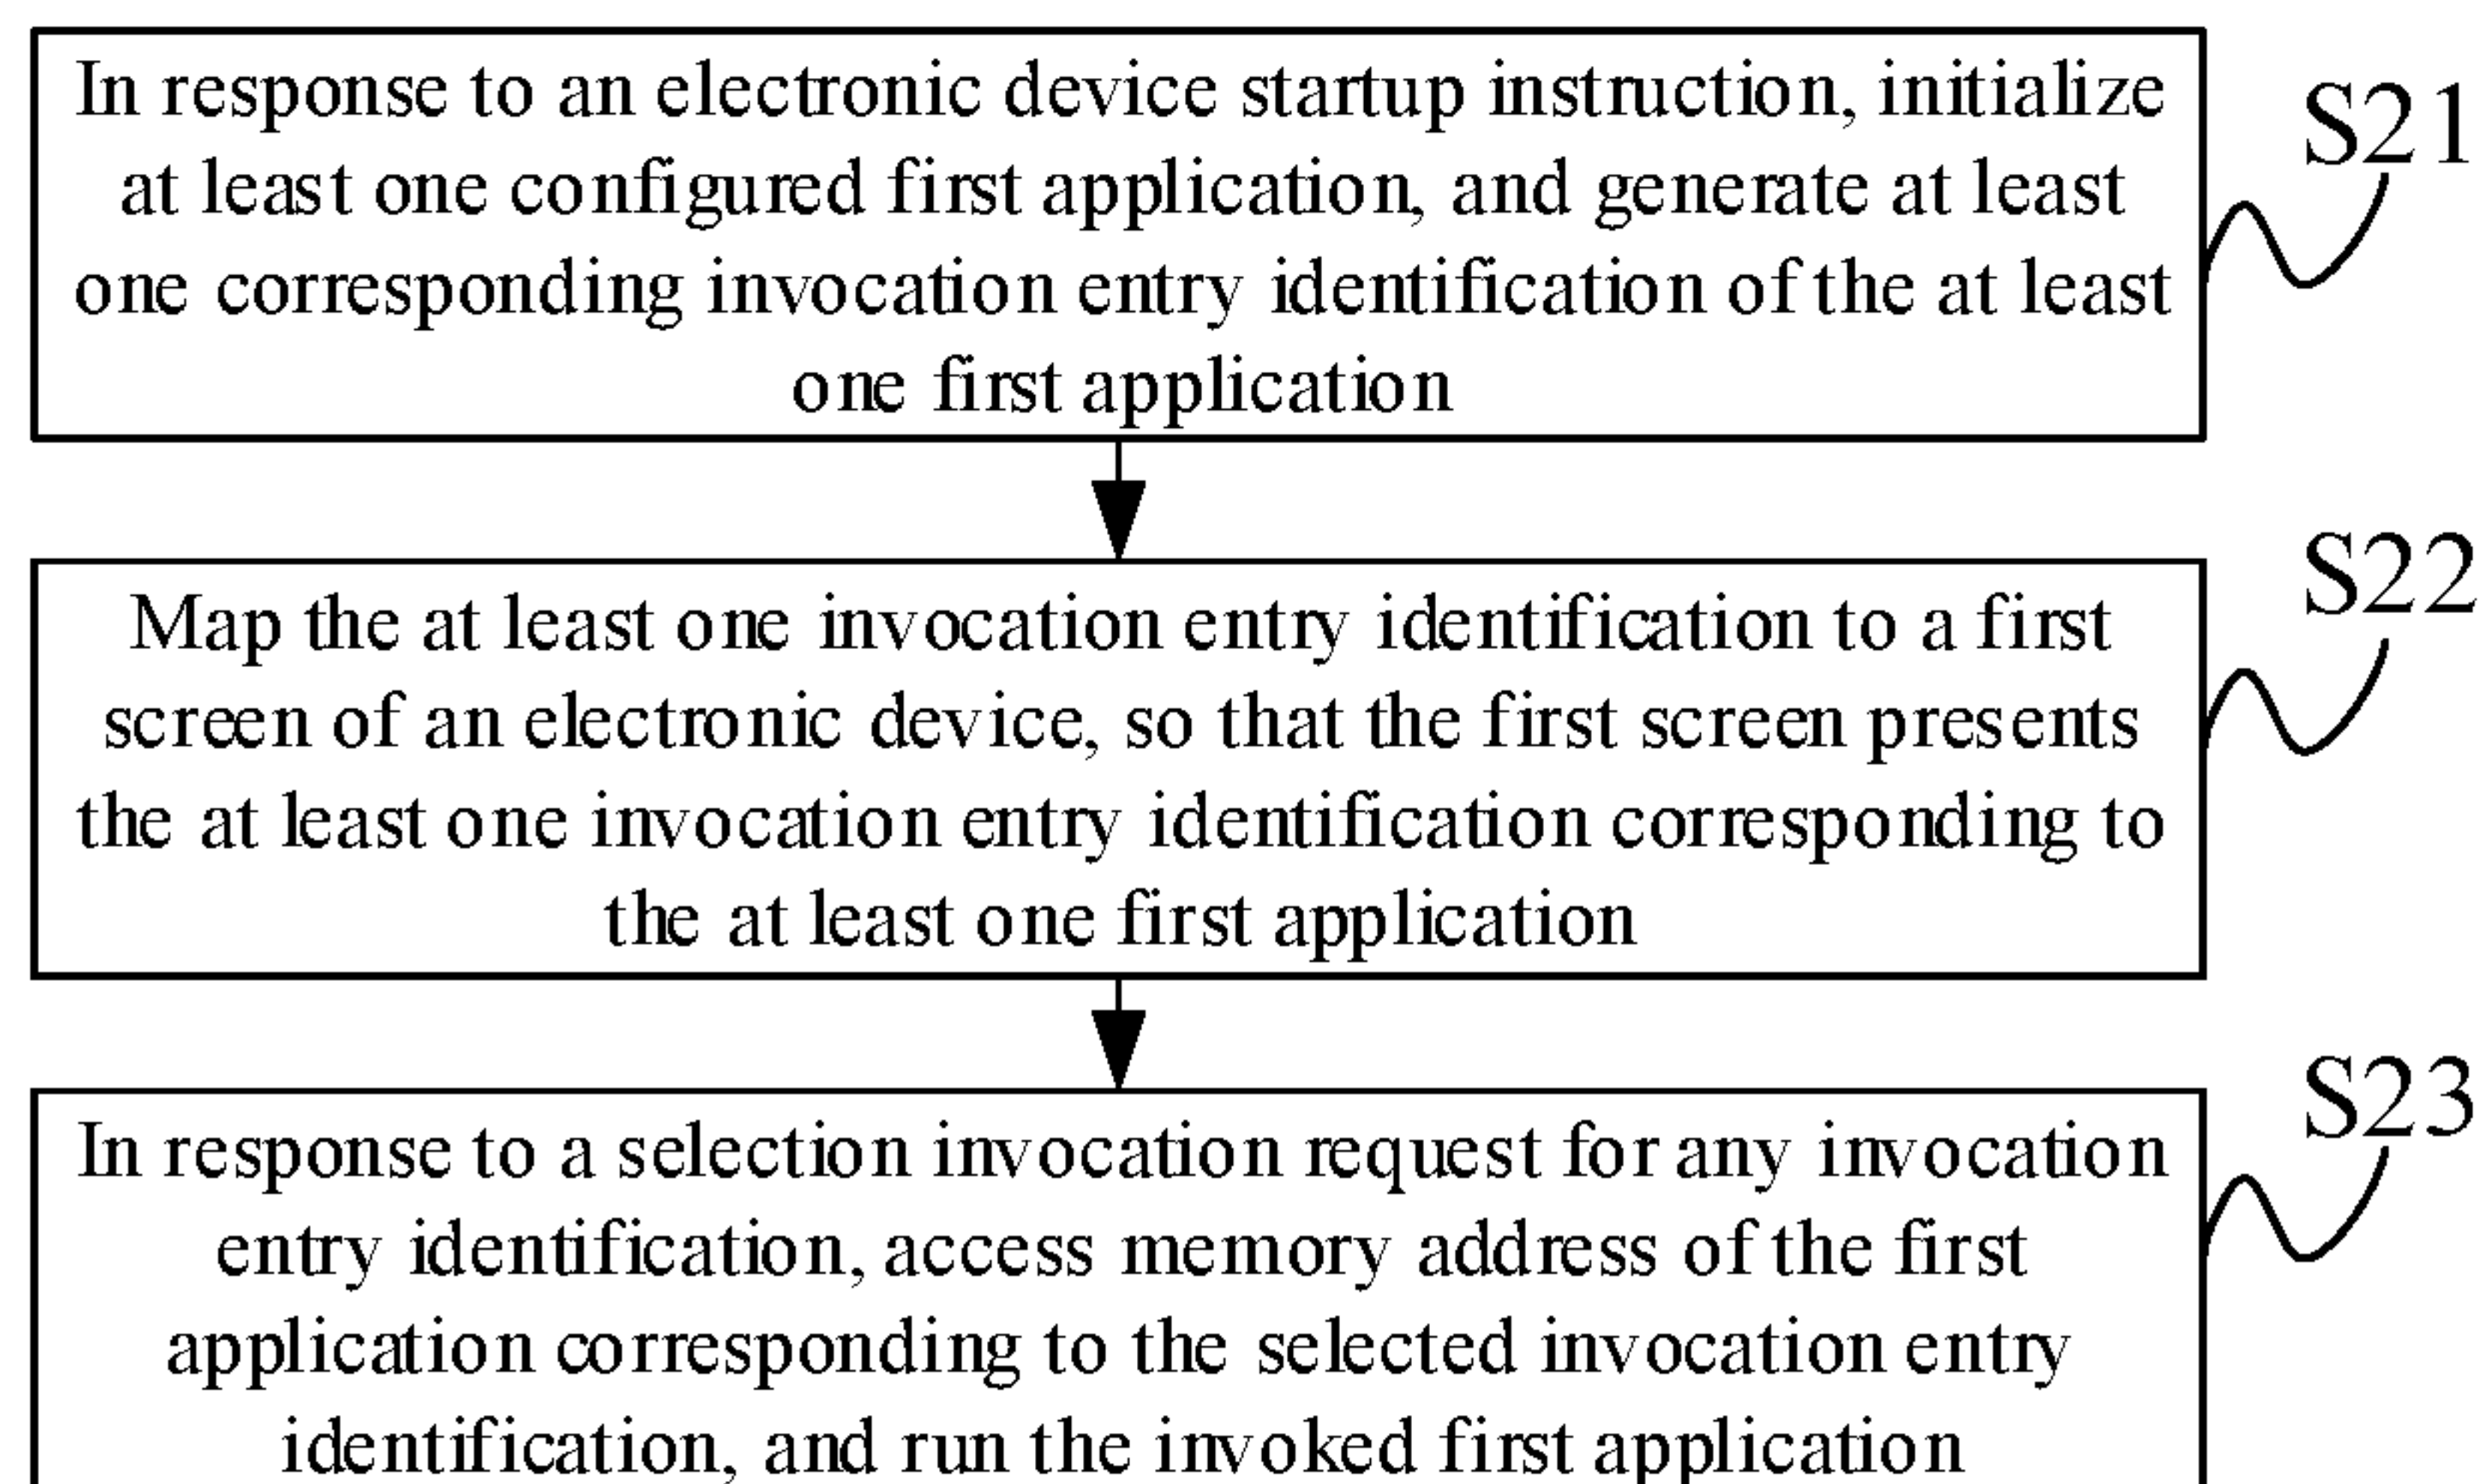 In response to an electronic device startup instruction, initialize
at least one configured first application, and generate at least
one corresponding invocation entry identification of the at least
one first application
S21
Map the at least one invocation entry identification to a first
screen of an electronic device, so that the first screen presents
the at least one invocation entry identification corresponding to
the at least one first application
S22
In response to a selection invocation request for any invocation
entry identification, access memory address of the first
application corresponding to the selected invocation entry
identification, and run the invoked first application
S23